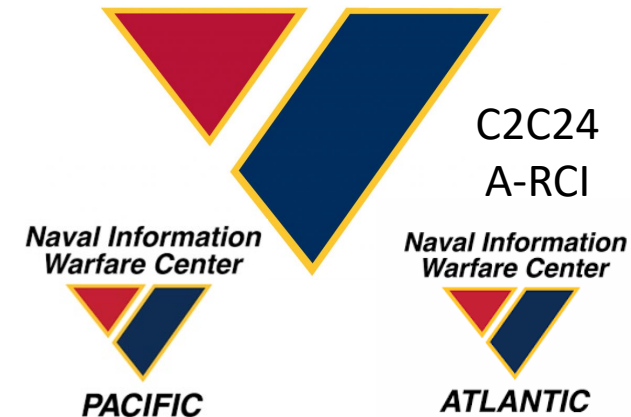 C2C24
A-RCI
Naval Information
Warfare Center
PACIFIC
Naval Information
Warfare Center
ATLANTIC